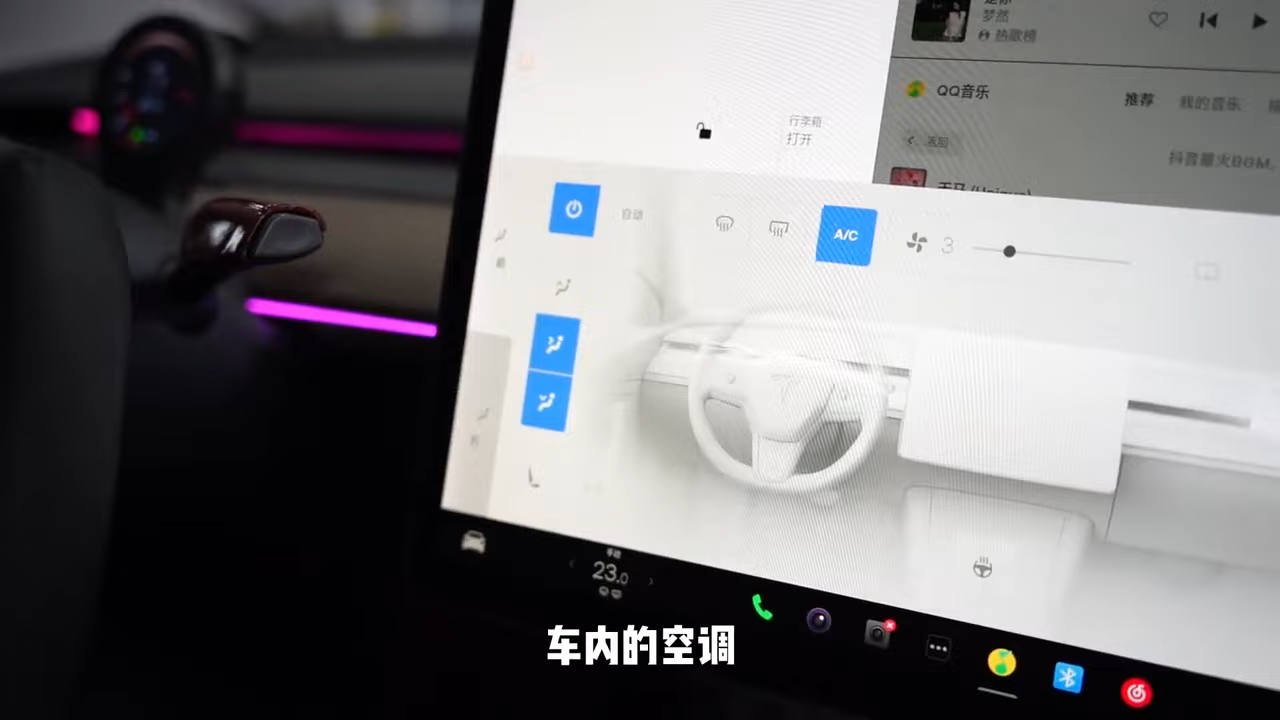 梦然
热歌榜
QQ音乐
推荐
我的音乐
返回
抖音最火BGM
行李箱
打开
自动
A/C
3
手动
23.0
车内的空调